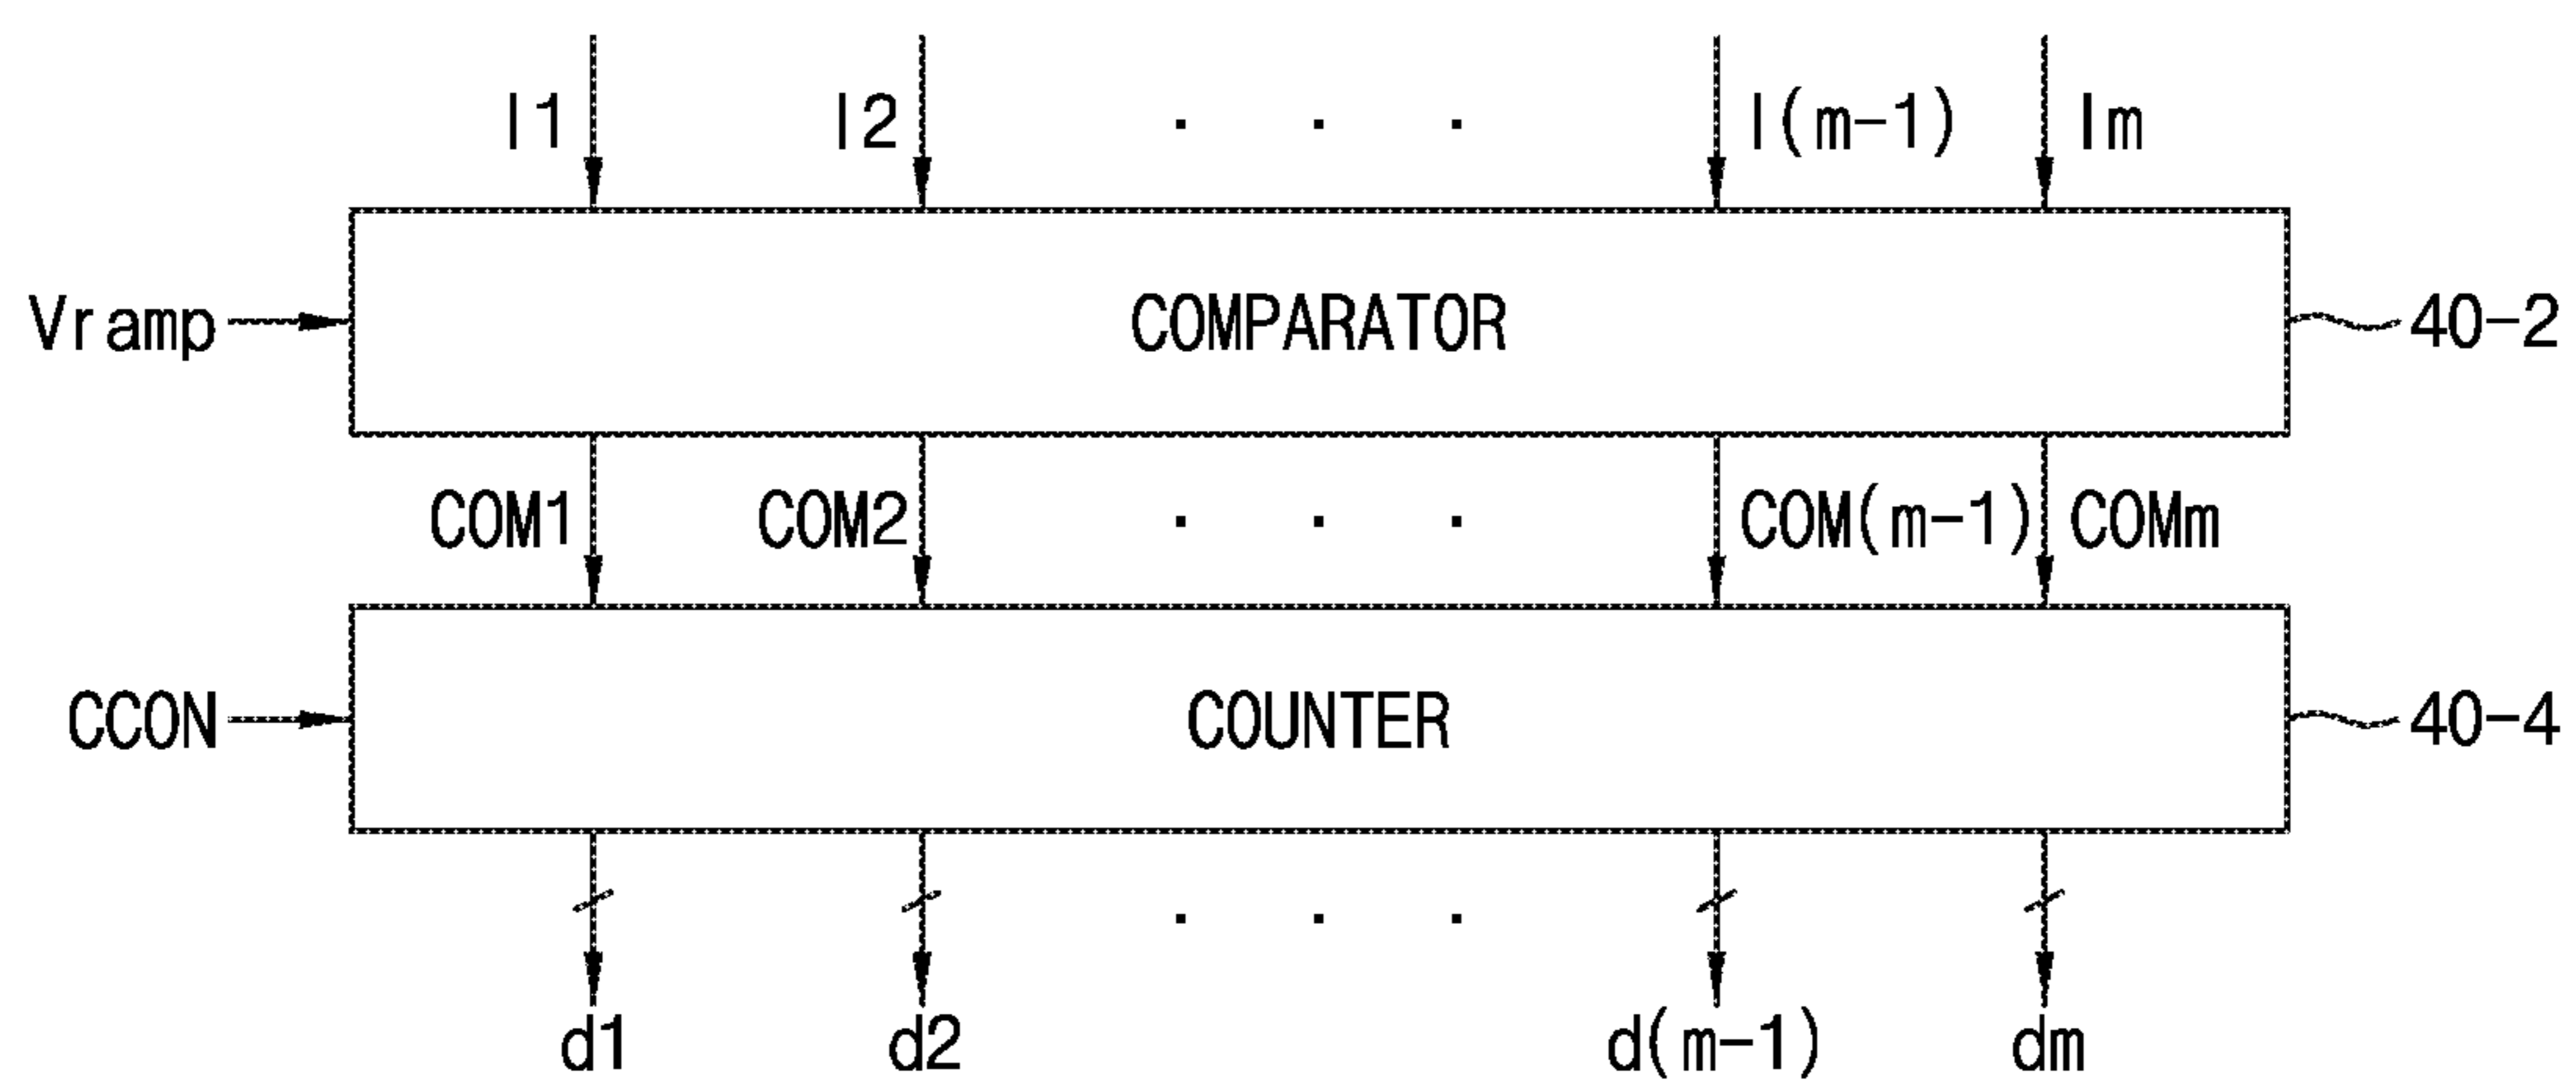 I1 I2 . . . I(m-1) Im
Vramp COMPARATOR 40-2
COM1 COM2 . . . COM(m-1) COMm
CCON COUNTER 40-4
. . .
d1 d2 d(m-1) dm